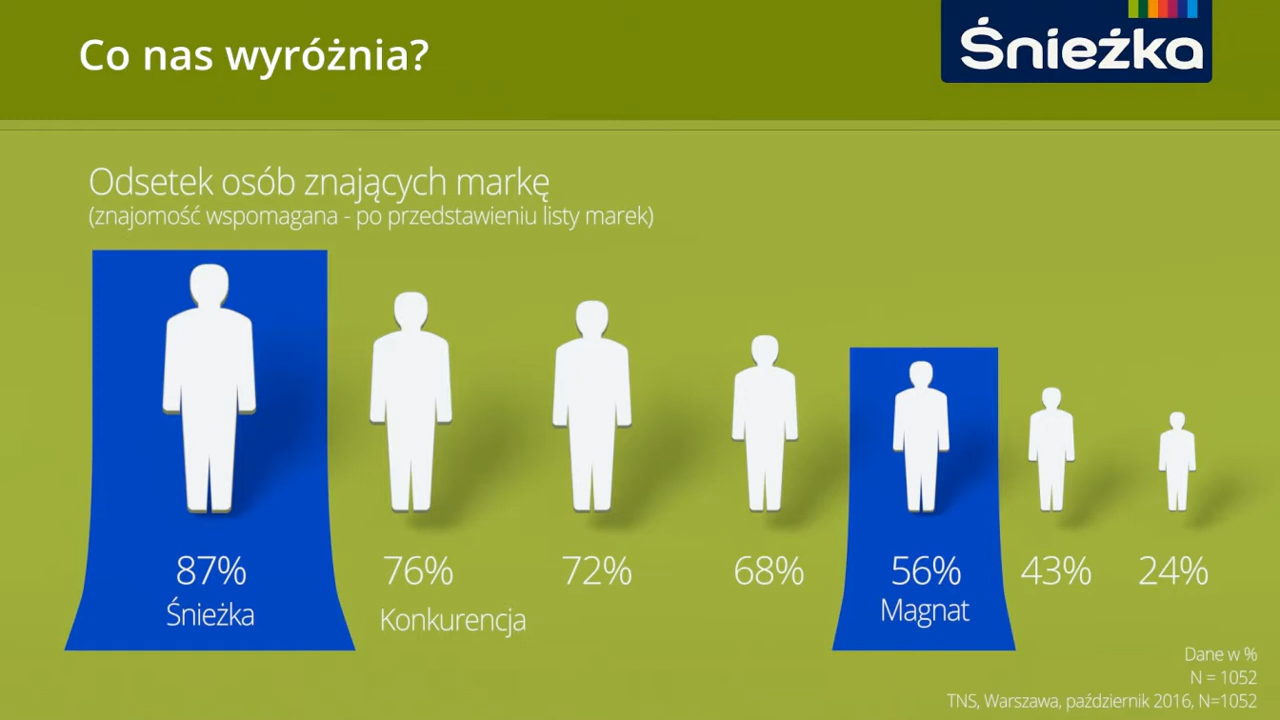 Co nas wyróżnia?
Śnieżka
Odsetek osób znających markę
(znajomość wspomagana - po przedstawieniu listy marek)
87% 76% 72% 68% 56% 43% 24%
Śnieżka Konkurencja Magnat
Dane w %
N = 1052
TNS, Warszawa, październik 2016, N=1052